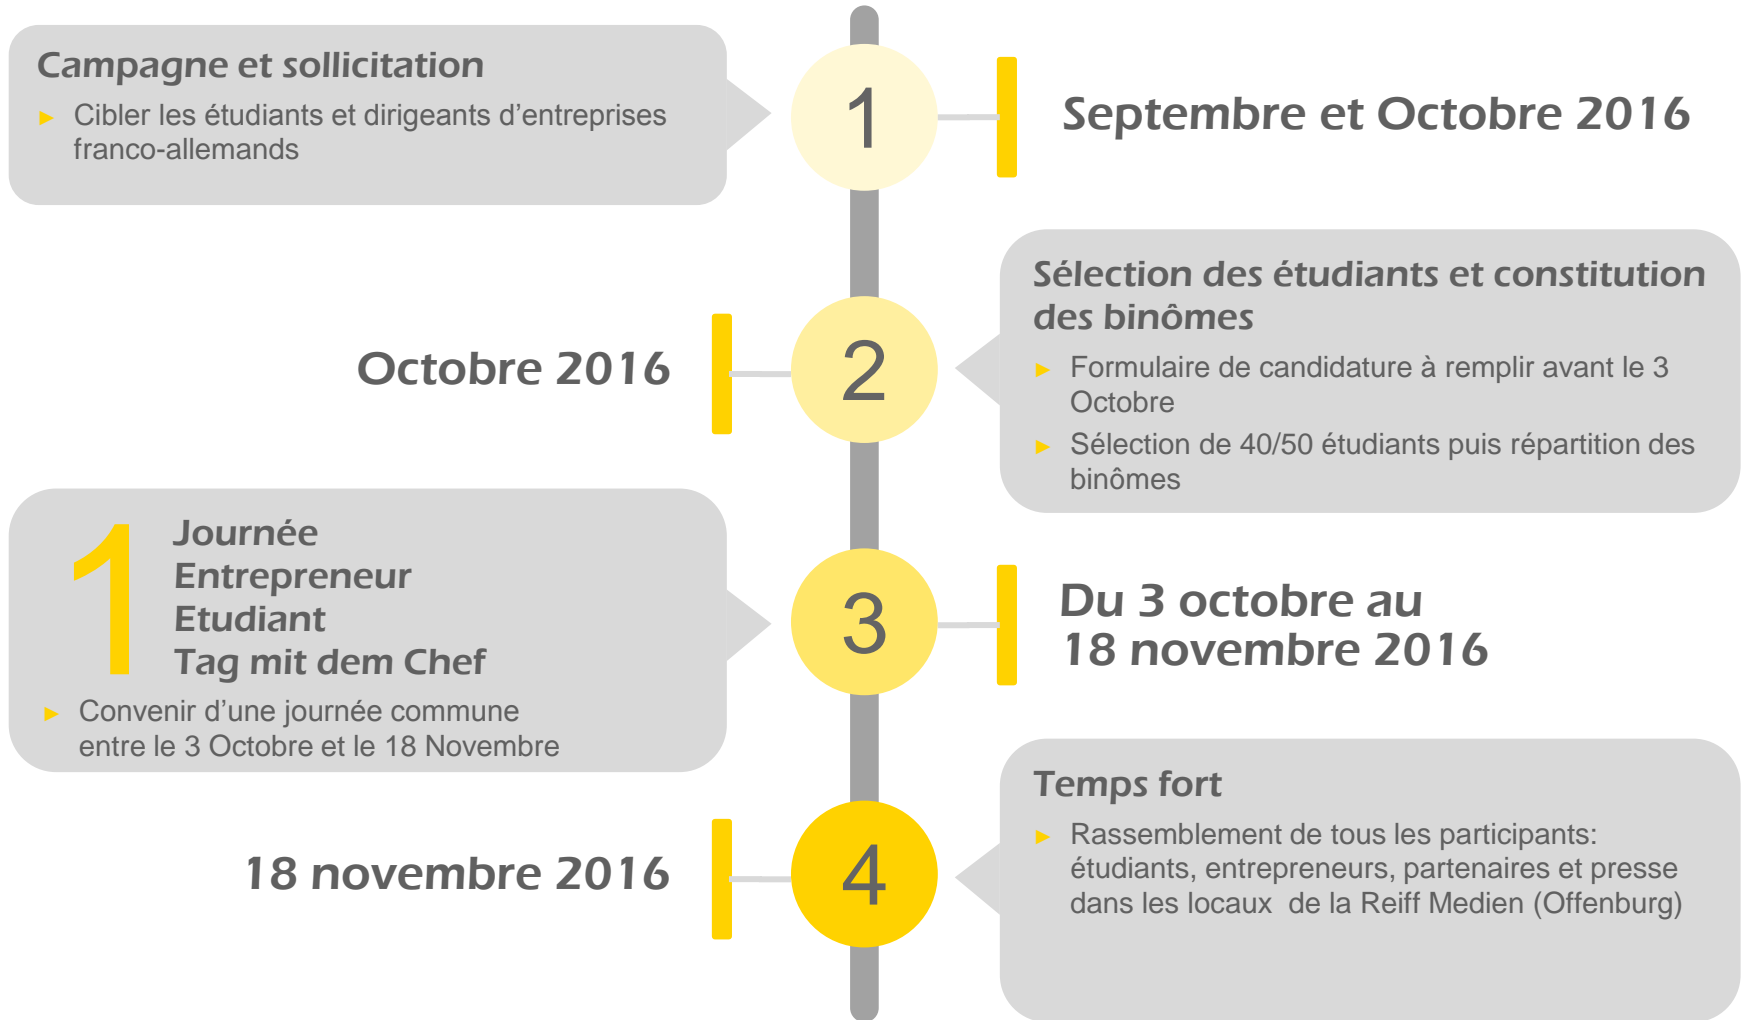 Campagne et sollicitation
► Cibler les étudiants et dirigeants d'entreprises
franco-allemands
1
Septembre et Octobre 2016
Octobre 2016
2
Sélection des étudiants et constitution
des binômes
► Formulaire de candidature à remplir avant le 3
Octobre
► Sélection de 40/50 étudiants puis répartition des
binômes
1
Journée
Entrepreneur
Etudiant
Tag mit dem Chef
► Convenir d'une journée commune
entre le 3 Octobre et le 18 Novembre
3
Du 3 octobre au
18 novembre 2016
18 novembre 2016
4
Temps fort
► Rassemblement de tous les participants:
étudiants, entrepreneurs, partenaires et presse
dans les locaux  de la Reiff Medien (Offenburg)